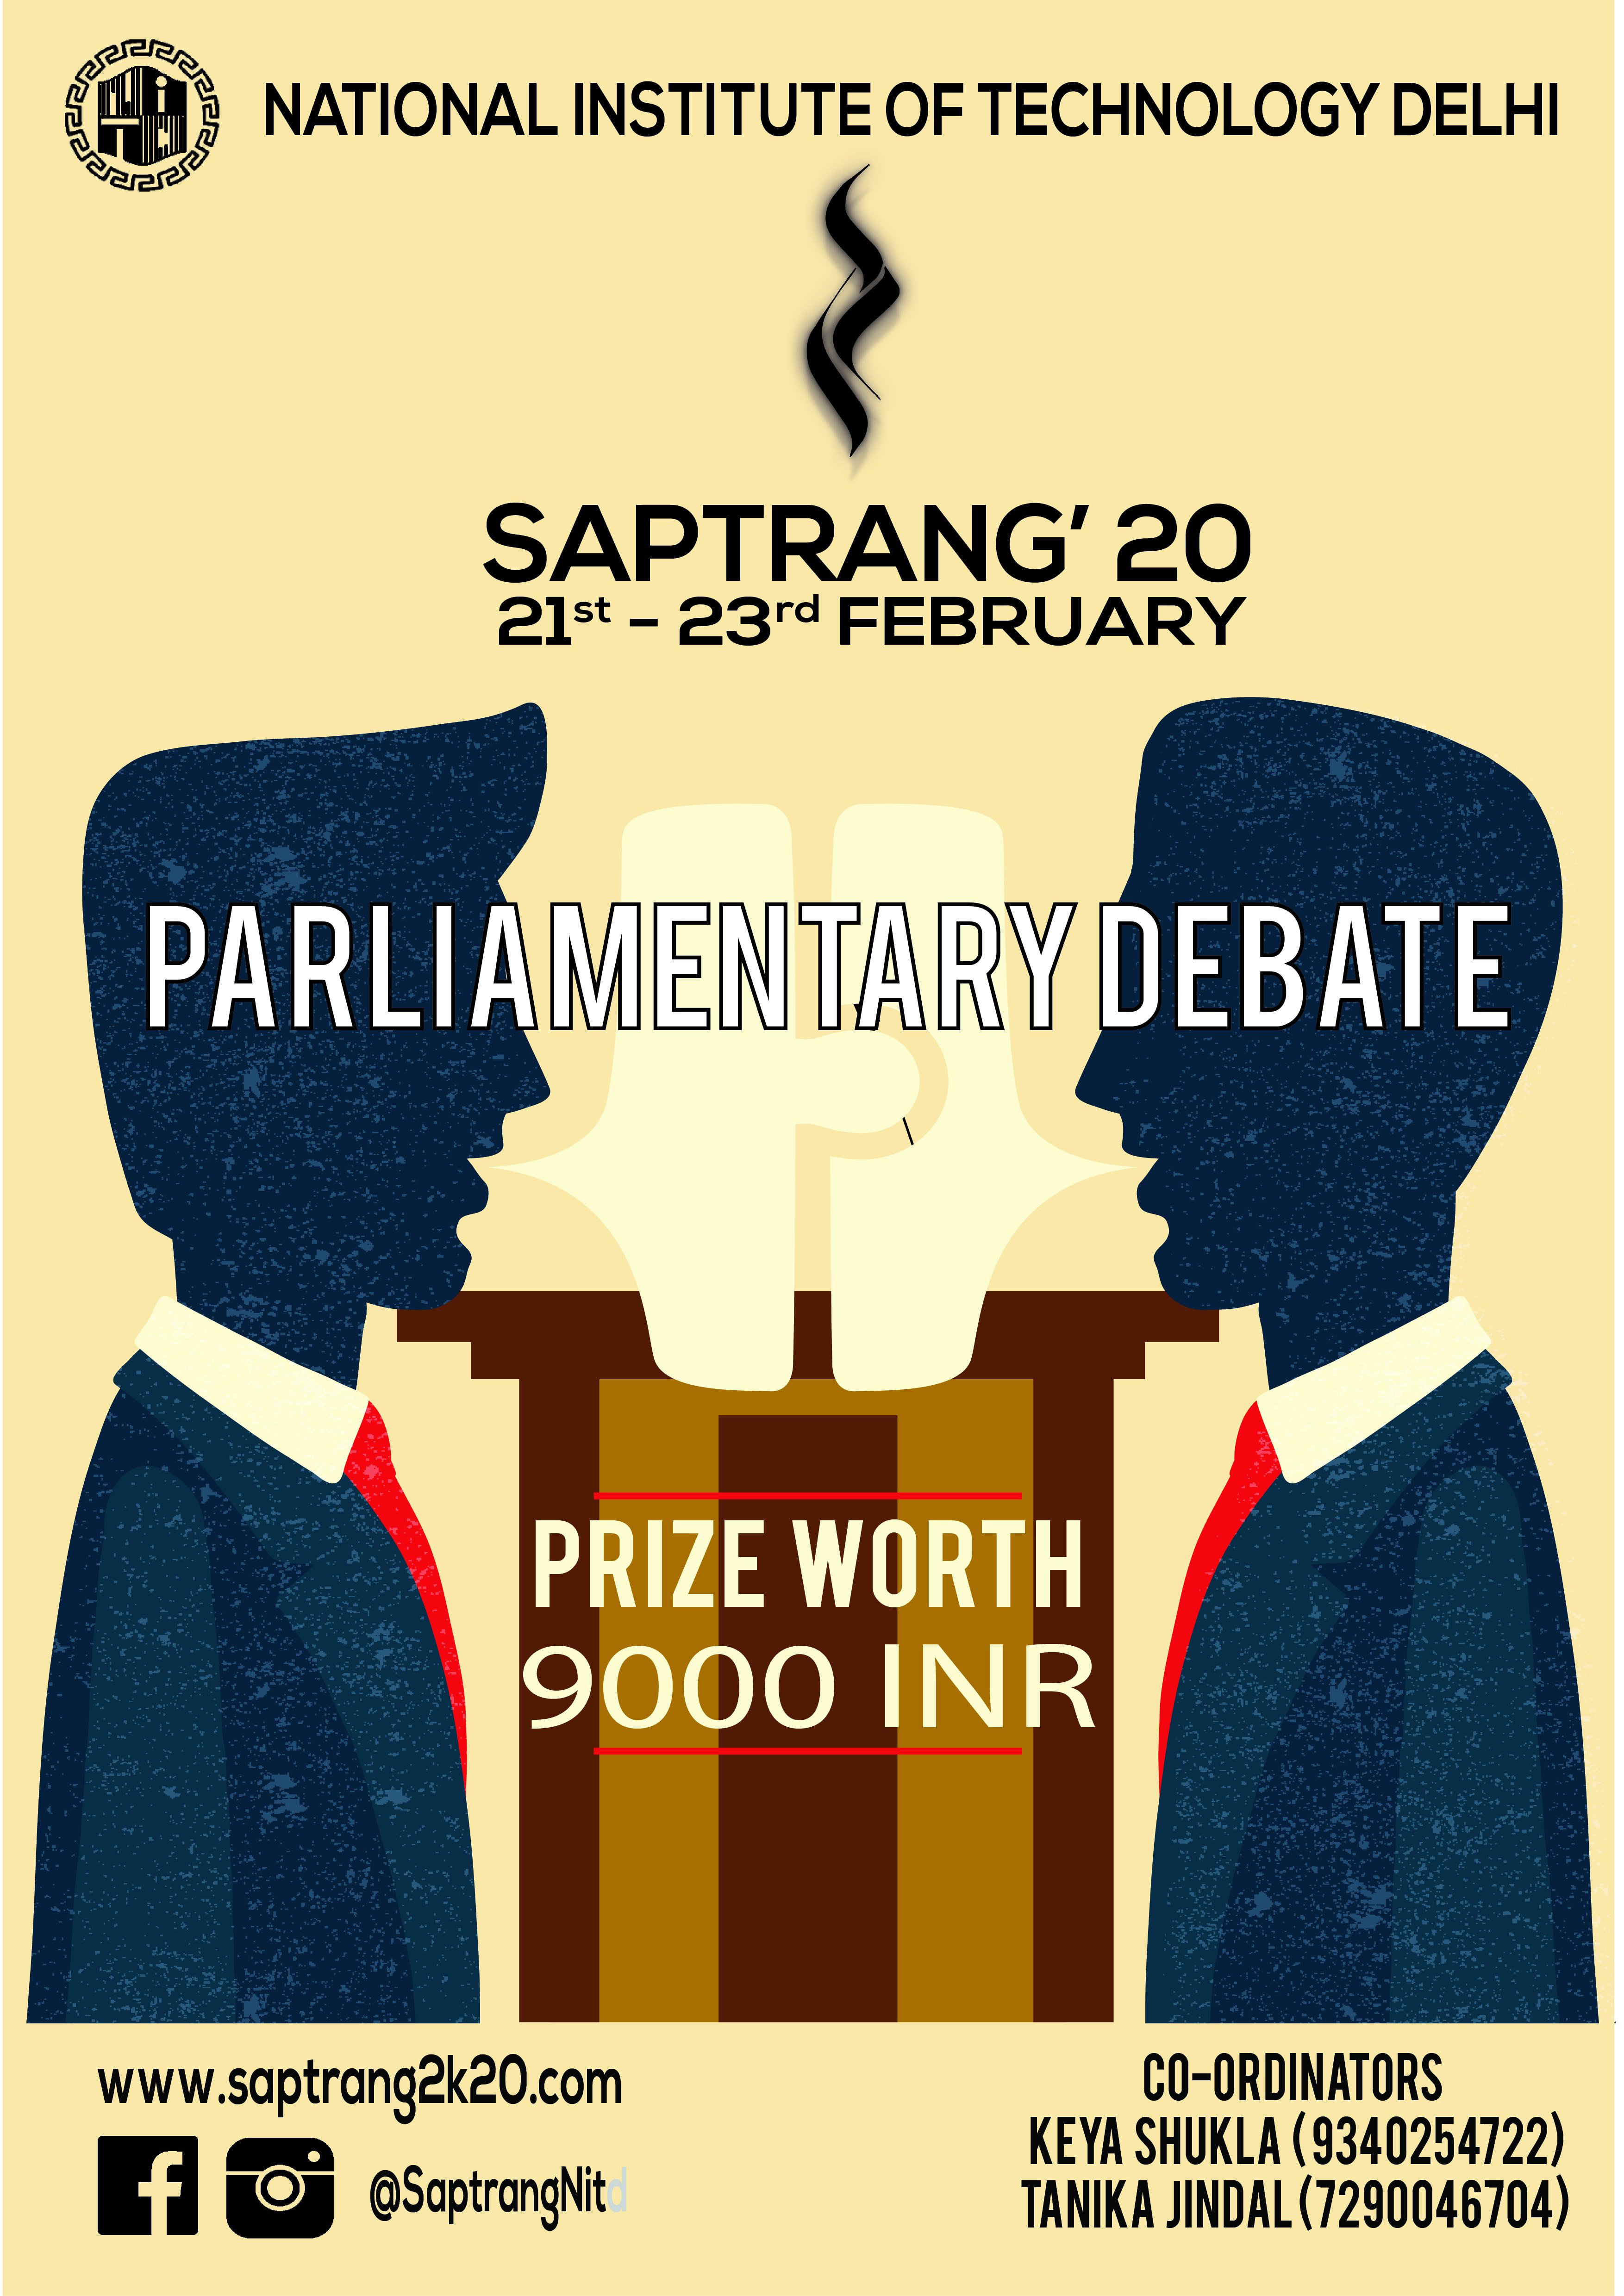 NATIONAL INSTITUTE OF TECHNOLOGY DELHI
SAPTRANG' 20
21st - 23rd FEBRUARY
PARLIAMENTARY DEBATE
PRIZE WORTH
9000 INR
www.saptrang2k20.com
@SaptrangNitd
CO-ORDINATORS
KEYA SHUKLA (9340254722)
TANIKA JINDAL (7290046704)